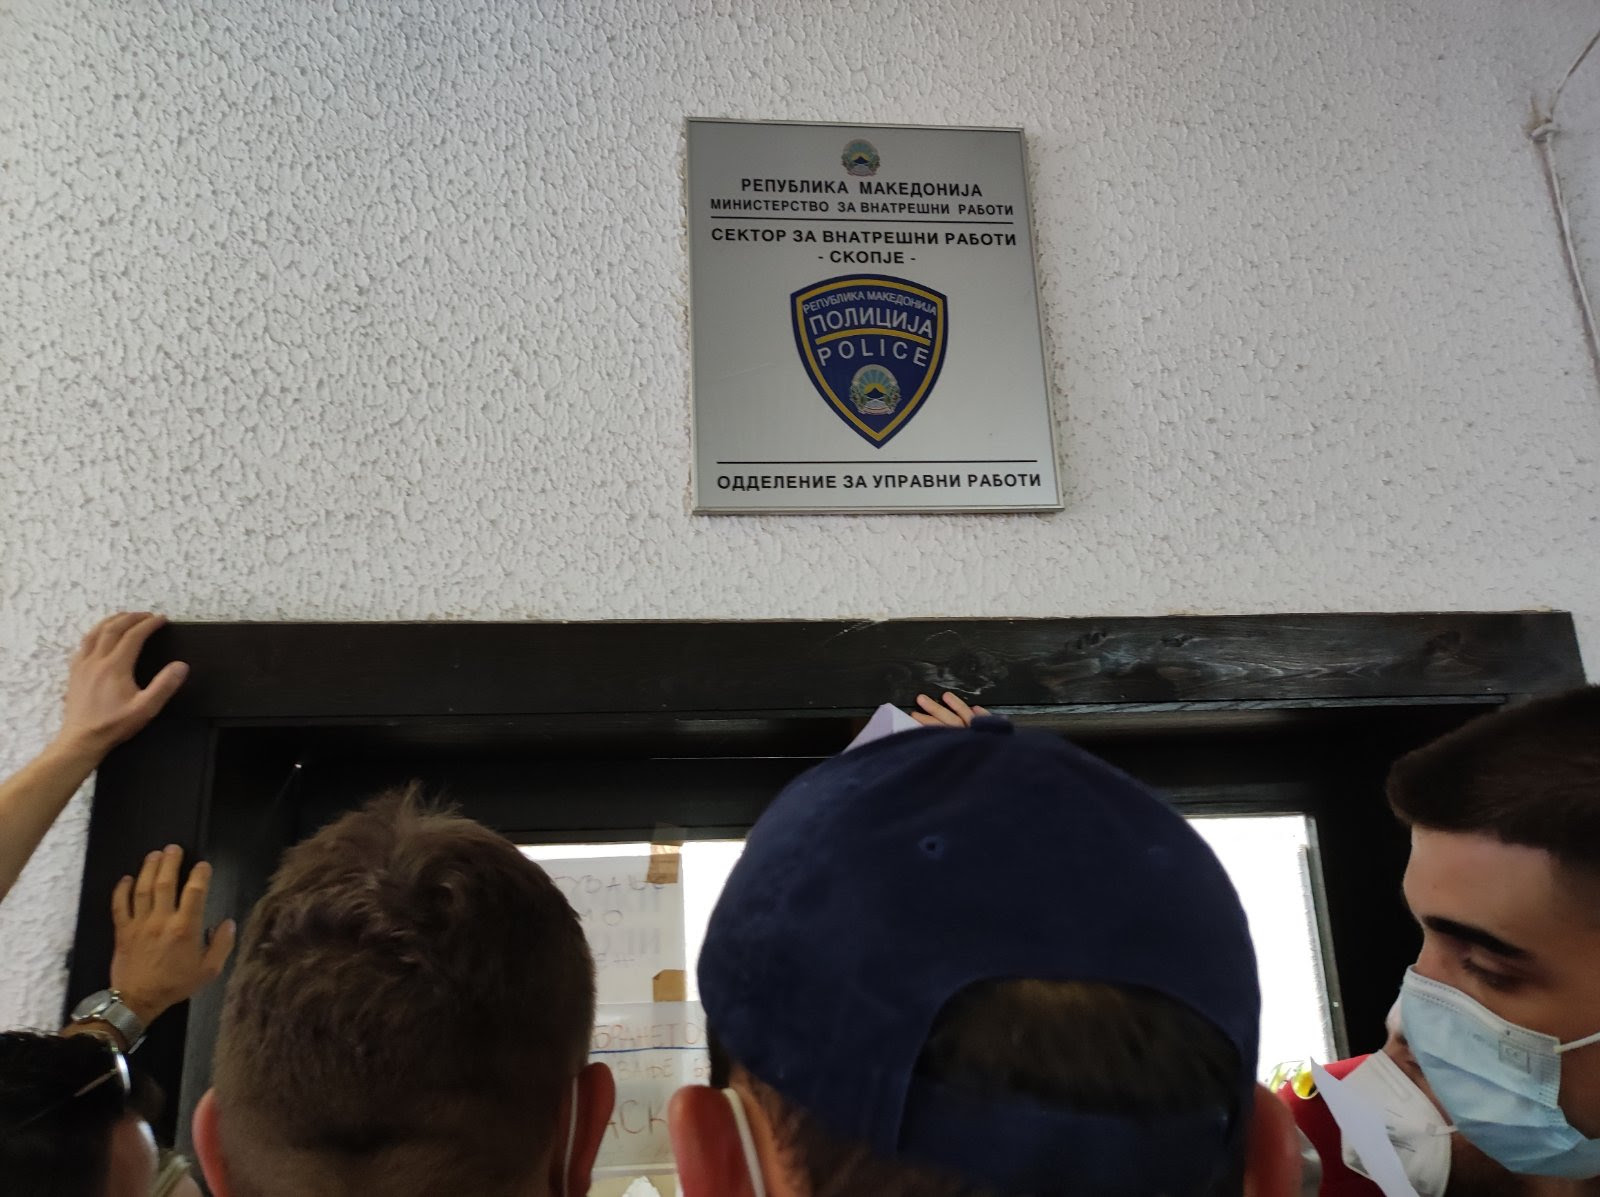 РЕПУБЛИКА МАКЕДОНИЈА
МИНИСТЕРСТВО ЗА ВНАТРЕШНИ РАБОТИ
СЕКТОР ЗА ВНАТРЕШНИ РАБОТИ
- СКОПЈЕ -
РЕПУБЛИКА МАКЕДОНИЈА
ПОЛИЦИЈА
POLICE
ОДДЕЛЕНИЕ ЗА УПРАВНИ РАБОТИ